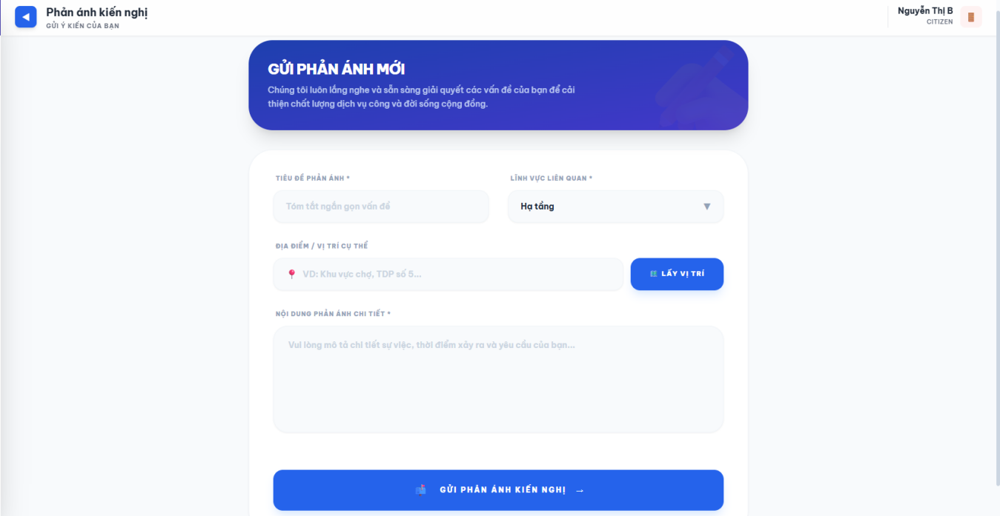 Phản ánh kiến nghị
GỬI Ý KIẾN CỦA BẠN
Nguyễn Thị B
CITIZEN
GỬI PHẢN ÁNH MỚI
Chúng tôi luôn lắng nghe và sẵn sàng giải quyết các vấn đề của bạn để cải
thiện chất lượng dịch vụ công và đời sống cộng đồng.
TIÊU ĐỀ PHẢN ÁNH *
LĨNH VỰC LIÊN QUAN *
Tóm tắt ngắn gọn vấn đề
Hạ tầng
ĐỊA ĐIỂM / VỊ TRÍ CỤ THỂ
VD: Khu vực chợ, TDP số 5...
LẤY VỊ TRÍ
NỘI DUNG PHẢN ÁNH CHI TIẾT *
Vui lòng mô tả chi tiết sự việc, thời điểm xảy ra và yêu cầu của bạn...
GỬI PHẢN ÁNH KIẾN NGHỊ →